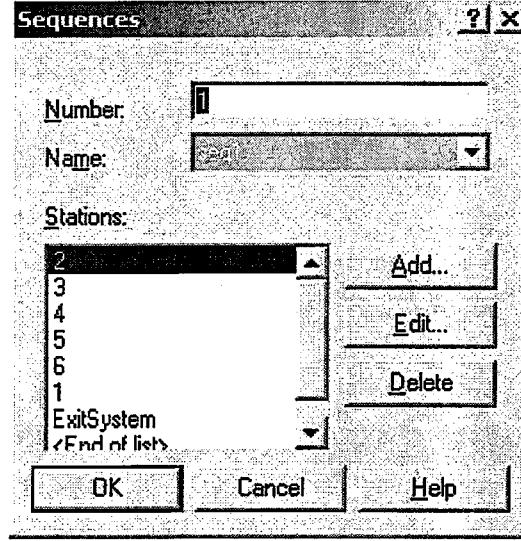 Sequences ? ×
Number: 1
Name: seq1
Stations:
2
3
4
5
6
1
ExitSystem
<End of list>
Add...
Edit...
Delete
OK Cancel Help